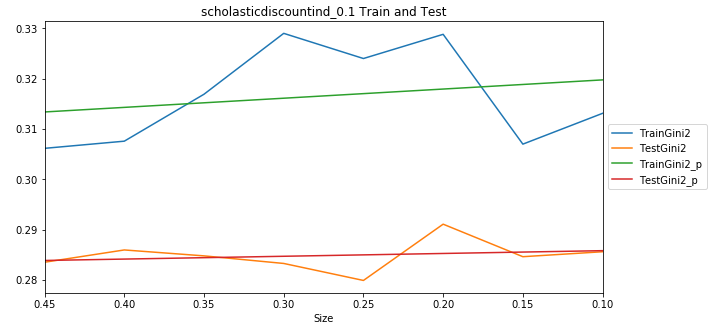 scholasticdiscountind_0.1 Train and Test
0.33
0.32
0.31
0.30
0.29
0.28
0.45 0.40 0.35 0.30 0.25 0.20 0.15 0.10
Size
TrainGini2
TestGini2
TrainGini2_p
TestGini2_p